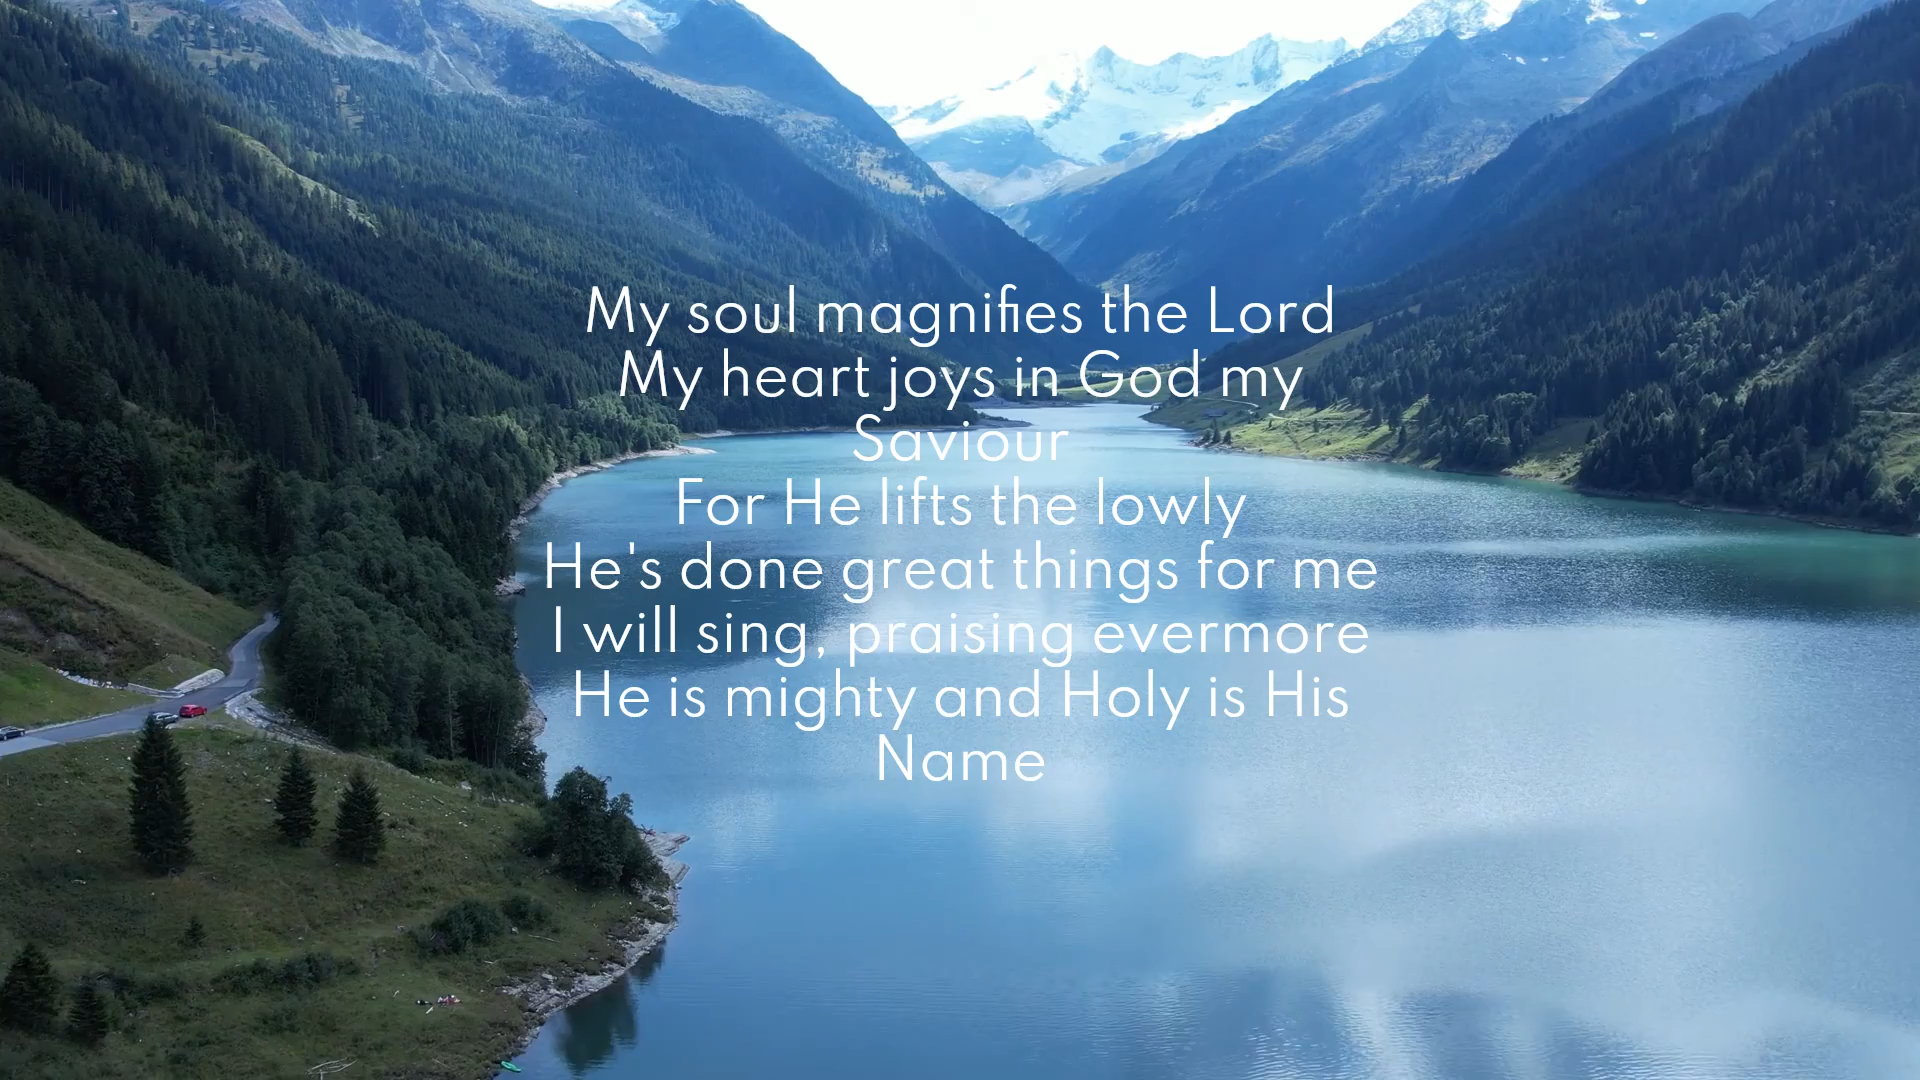 My soul magnifies the Lord
My heart joys in God my
Saviour
For He lifts the lowly
He's done great things for me
I will sing, praising evermore
He is mighty and Holy is His
Name